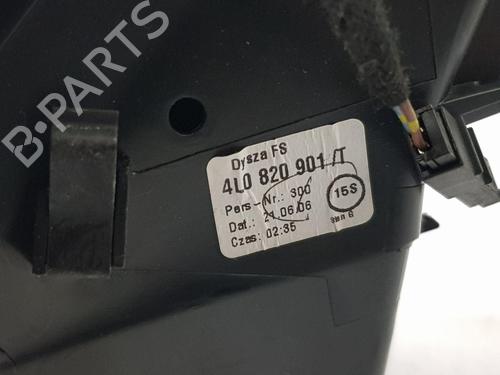 B-PARTS
Dysza FS
4L0 820 901
Pers-Nr.: 300
Dat.: 21.06.06
Czas: 02:35
15S